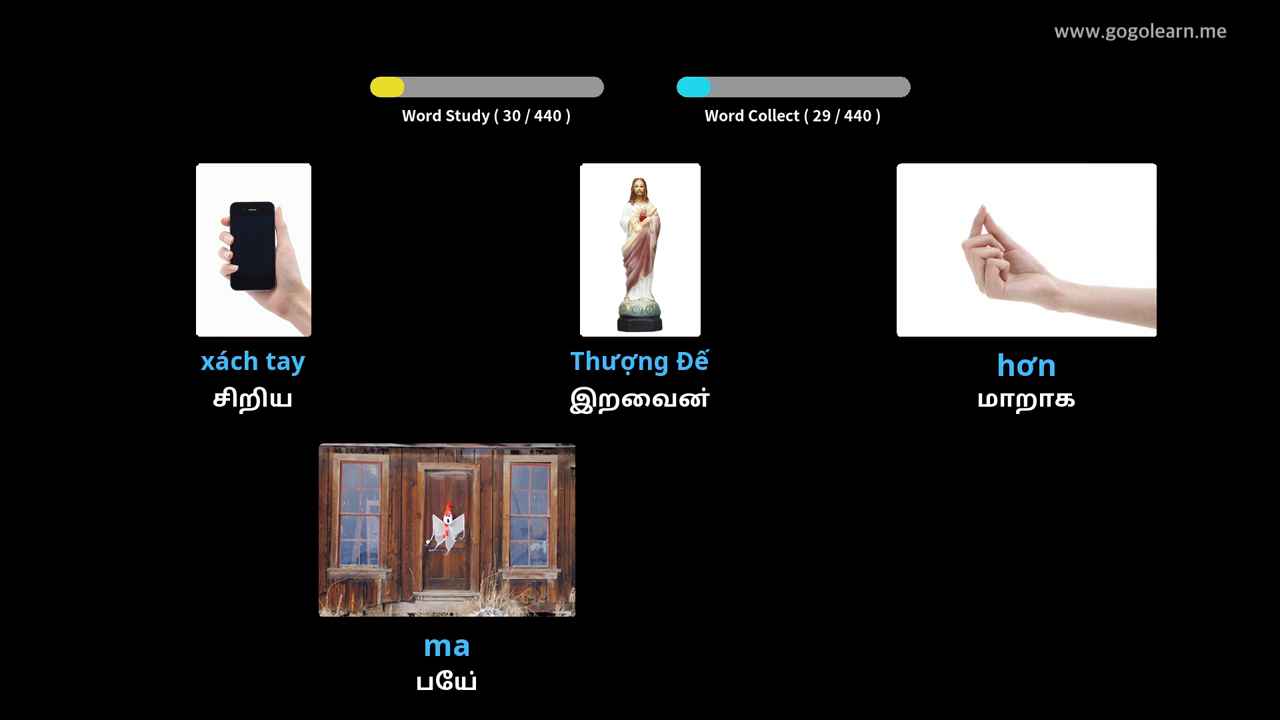 www.gogolearn.me
Word Study ( 30 / 440 )
Word Collect ( 29 / 440 )
xách tay
சிறிய
Thượng Đế
இறைவன்
hơn
மாறாக
ma
பேய்